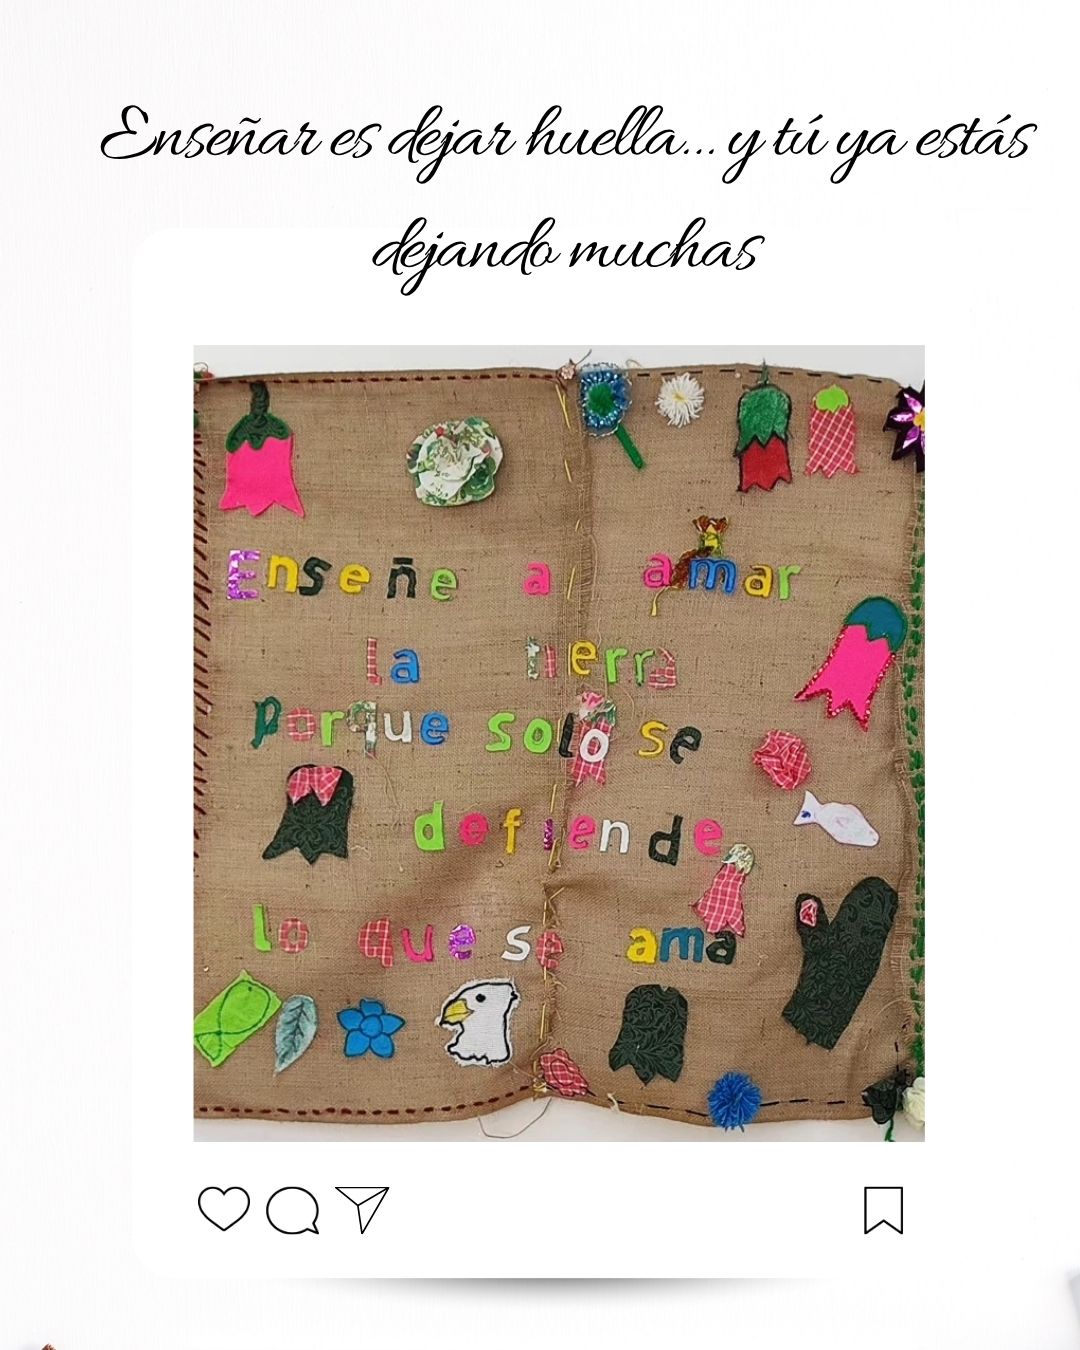 Enseñar es dejar huella... y tú ya estás
dejando muchas
Enseñe a amar
la tierra
porque solo se
defiende
lo que se ama